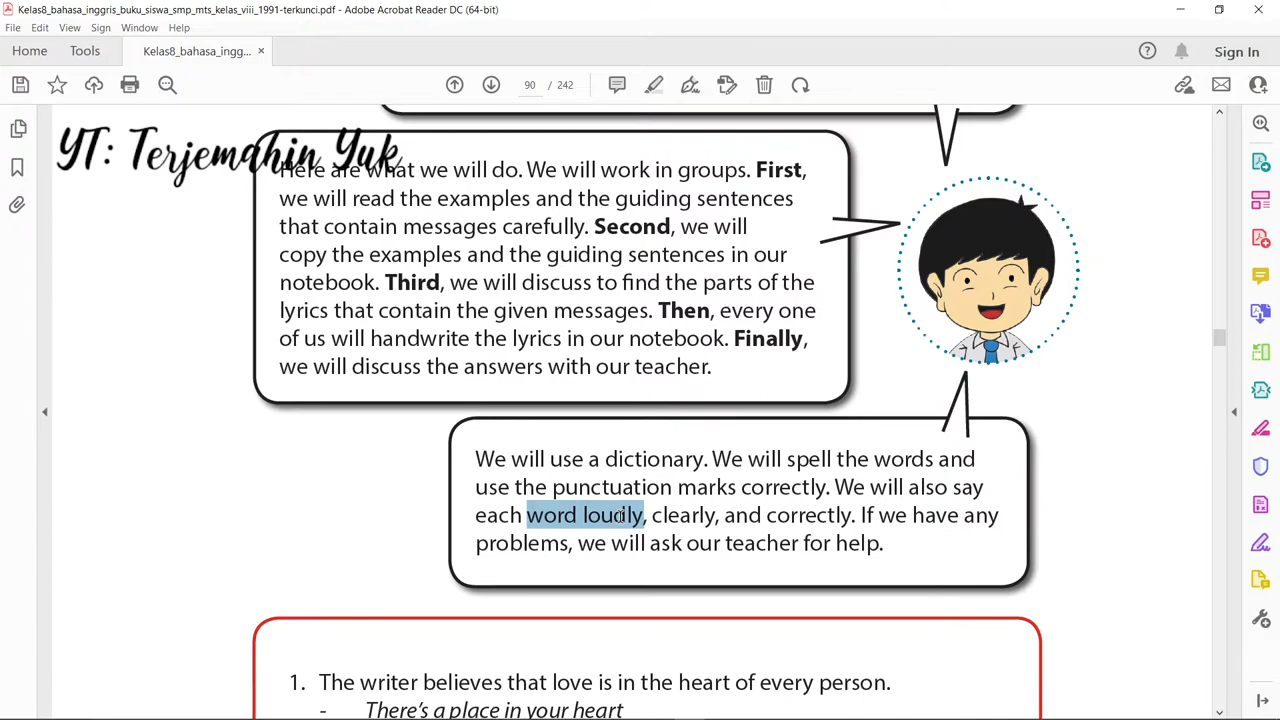 Kelas8_bahasa_inggris_buku_siswa_smp_mts_kelas_viii_1991-terkunci.pdf - Adobe Acrobat Reader DC (64-bit)
File Edit View Sign Window Help
Home Tools Kelas8_bahasa_ingg... × Sign In
90 / 242
YT: Terjemahin Yuk
Here are what we will do. We will work in groups. First,
we will read the examples and the guiding sentences
that contain messages carefully. Second, we will
copy the examples and the guiding sentences in our
notebook. Third, we will discuss to find the parts of the
lyrics that contain the given messages. Then, every one
of us will handwrite the lyrics in our notebook. Finally,
we will discuss the answers with our teacher.
We will use a dictionary. We will spell the words and
use the punctuation marks correctly. We will also say
each word loudly, clearly, and correctly. If we have any
problems, we will ask our teacher for help.
1. The writer believes that love is in the heart of every person.
- There's a place in your heart